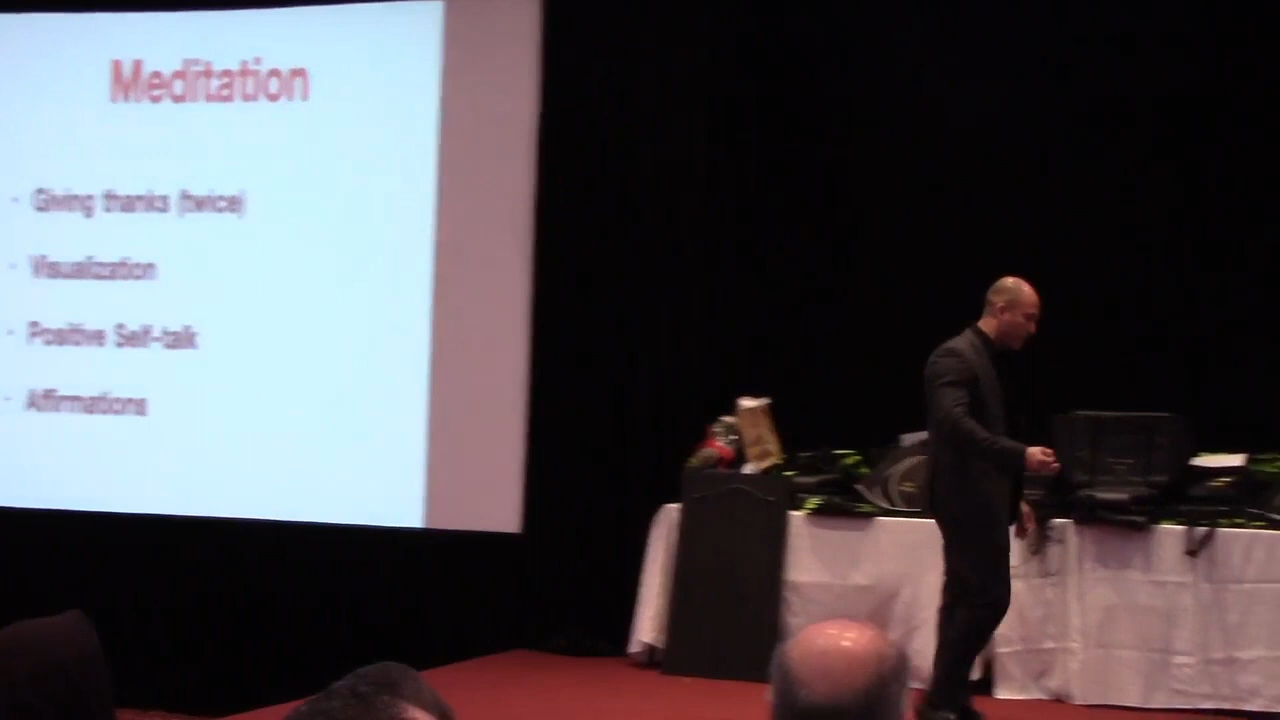 Meditation
· Giving thanks (twice)
· Visualization
· Positive Self-talk
· Affirmations